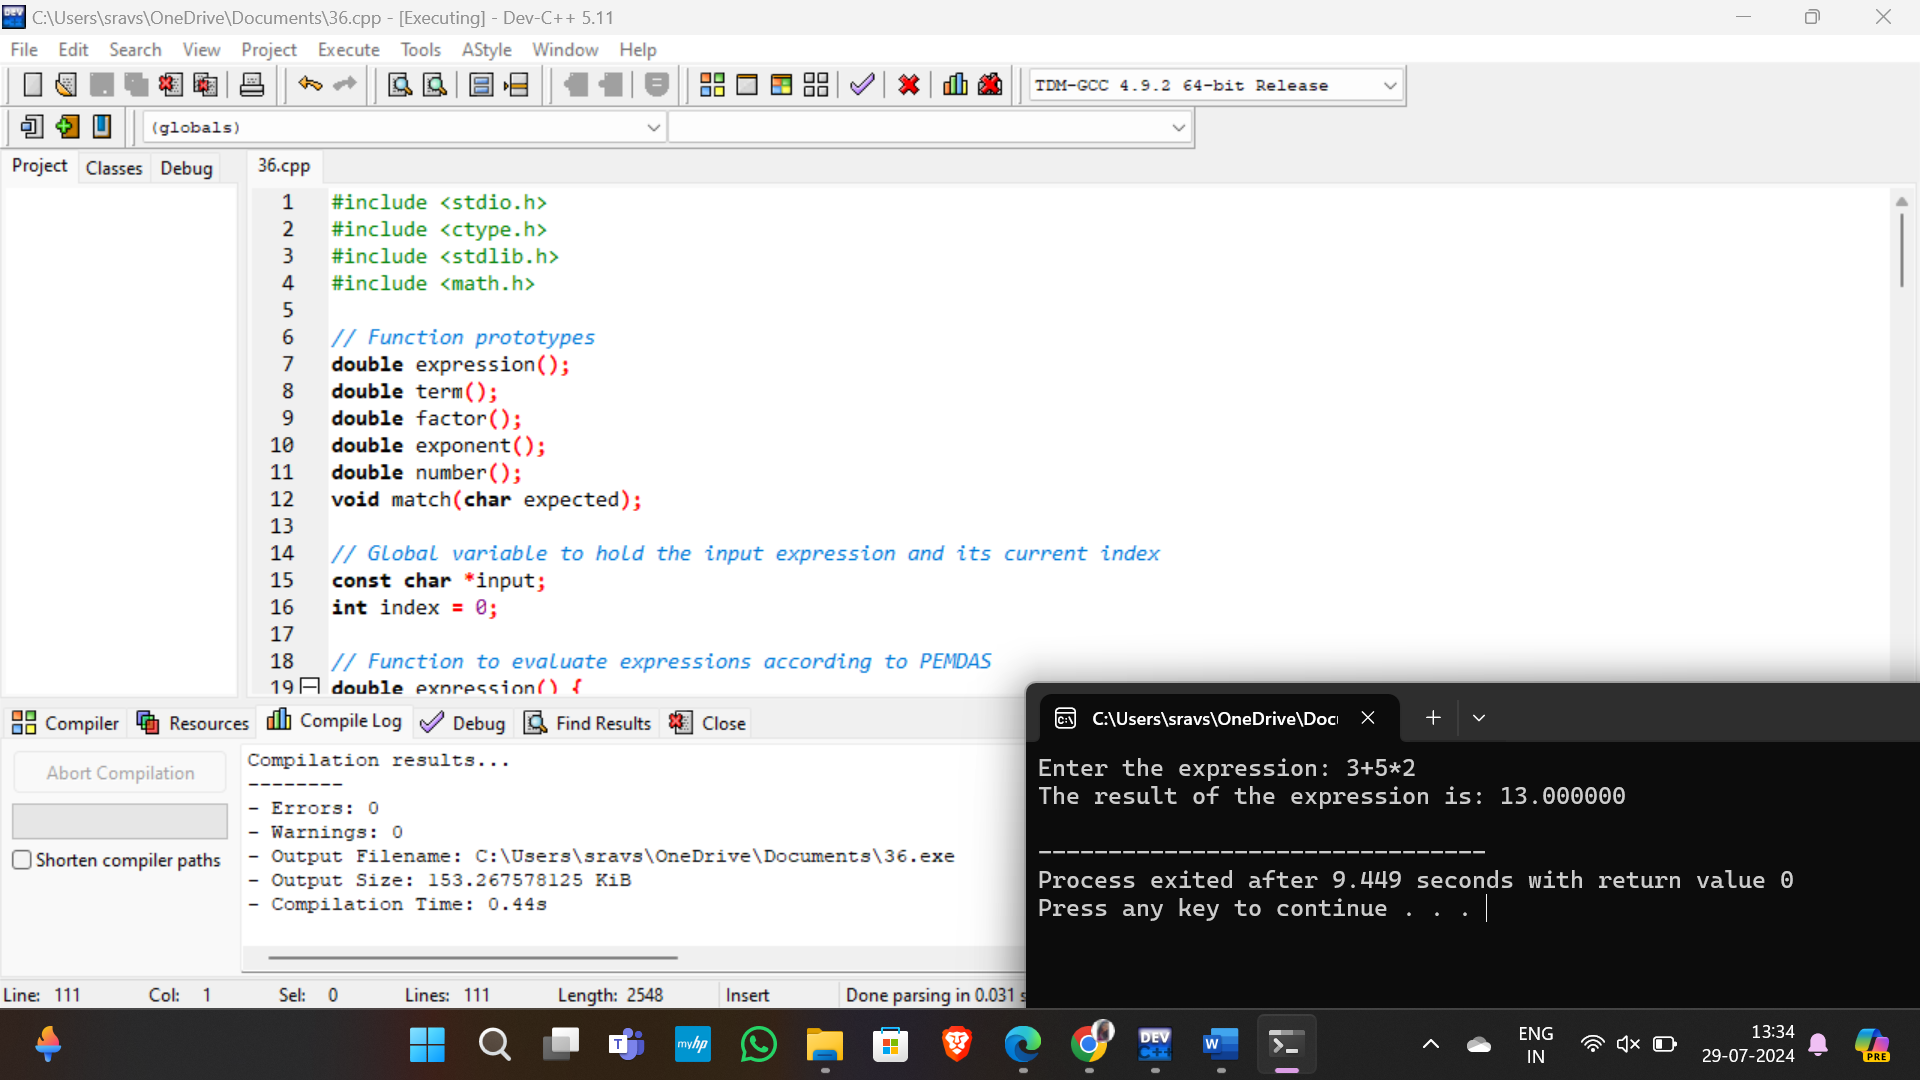 C:\Users\sravs\OneDrive\Documents\36.cpp - [Executing] - Dev-C++ 5.11
File Edit Search View Project Execute Tools AStyle Window Help
TDM-GCC 4.9.2 64-bit Release
(globals)
Project Classes Debug
36.cpp
1 #include <stdio.h>
2 #include <ctype.h>
3 #include <stdlib.h>
4 #include <math.h>
5
6 // Function prototypes
7 double expression();
8 double term();
9 double factor();
10 double exponent();
11 double number();
12 void match(char expected);
13
14 // Global variable to hold the input expression and its current index
15 const char *input;
16 int index = 0;
17
18 // Function to evaluate expressions according to PEMDAS
19 double expression() {
Compiler Resources Compile Log Debug Find Results Close
Abort Compilation
Shorten compiler paths
Compilation results...
--------
- Errors: 0
- Warnings: 0
- Output Filename: C:\Users\sravs\OneDrive\Documents\36.exe
- Output Size: 153.267578125 KiB
- Compilation Time: 0.44s
C:\Users\sravs\OneDrive\Doc
Enter the expression: 3+5*2
The result of the expression is: 13.000000
--------------------------------
Process exited after 9.449 seconds with return value 0
Press any key to continue . . .
Line: 111 Col: 1 Sel: 0 Lines: 111 Length: 2548 Insert Done parsing in 0.031 s
T
myhp
DEV
C++
W
ENG
IN
13:34
29-07-2024
PRE